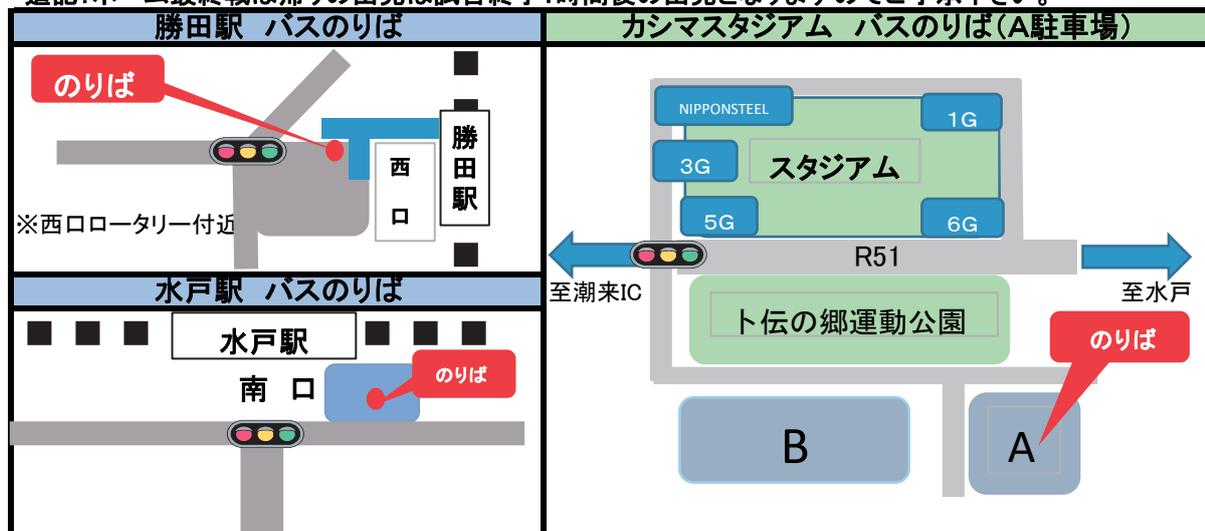 勝田駅 バスのりば
のりば
勝田駅
西口
※西口ロータリー付近
水戸駅 バスのりば
水戸駅
南 口
のりば
カシマスタジアム バスのりば（A駐車場）
NIPPONSTEEL
1G
3G
スタジアム
5G
6G
R51
至潮来IC
至水戸
ト伝の郷運動公園
のりば
B
A